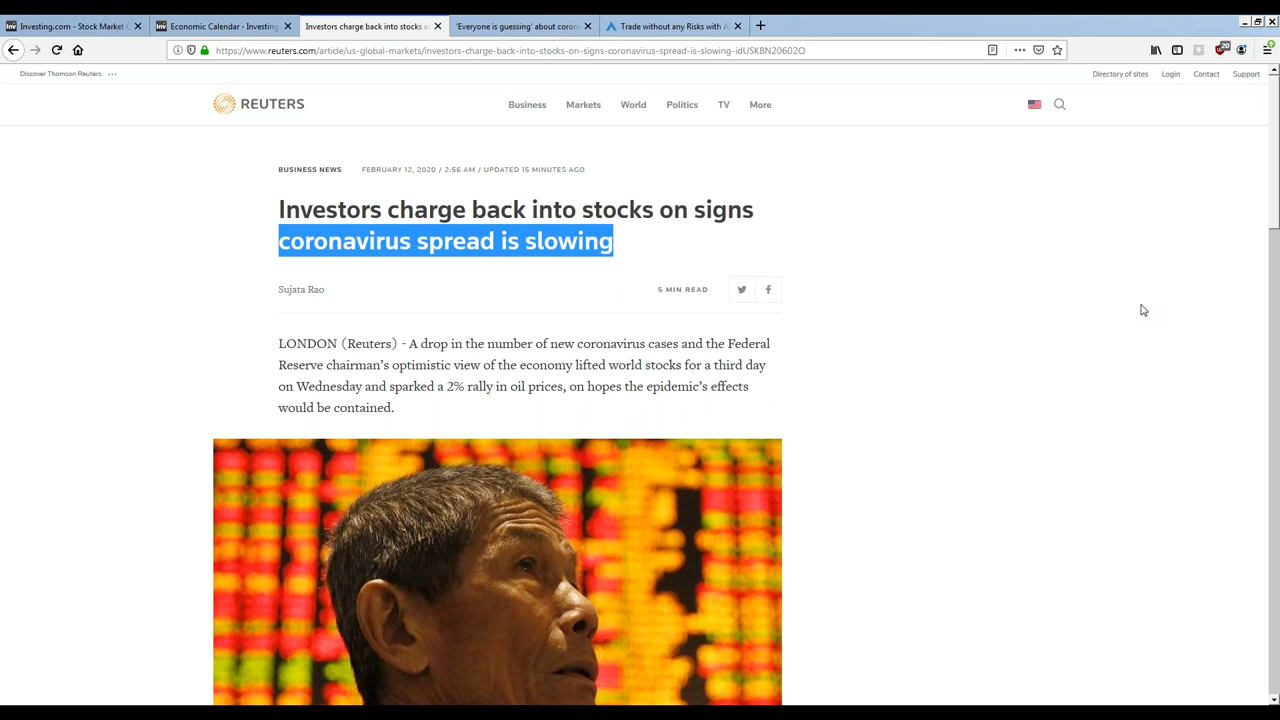 Investing.com - Stock Market Q
Economic Calendar - Investing.
Investors charge back into stocks o
'Everyone is guessing' about coron
Trade without any Risks with A
https://www.reuters.com/article/us-global-markets/investors-charge-back-into-stocks-on-signs-coronavirus-spread-is-slowing-idUSKBN20602O
20
Discover Thomson Reuters
Directory of sites Login Contact Support
REUTERS
Business Markets World Politics TV More
BUSINESS NEWS FEBRUARY 12, 2020 / 2:56 AM / UPDATED 15 MINUTES AGO
Investors charge back into stocks on signs
coronavirus spread is slowing
Sujata Rao
5 MIN READ
LONDON (Reuters) - A drop in the number of new coronavirus cases and the Federal
Reserve chairman’s optimistic view of the economy lifted world stocks for a third day
on Wednesday and sparked a 2% rally in oil prices, on hopes the epidemic’s effects
would be contained.